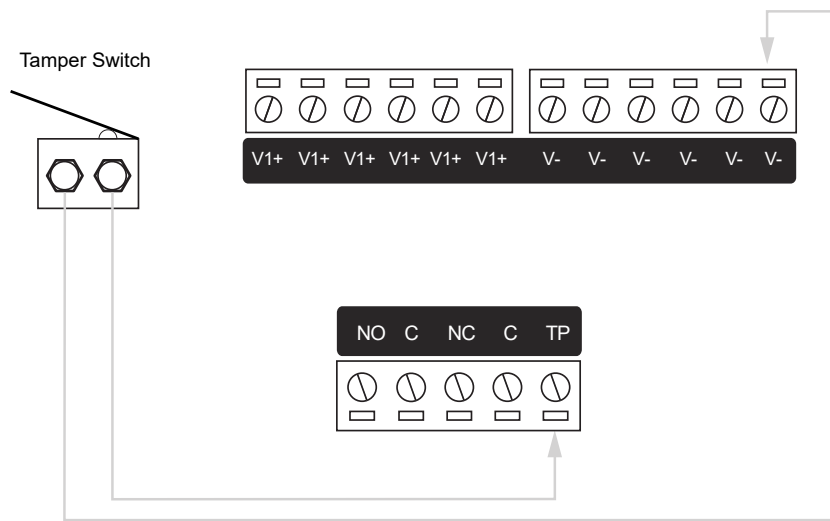 Tamper Switch
V1+ V1+ V1+ V1+ V1+ V1+ V- V- V- V- V- V-
NO C NC C TP